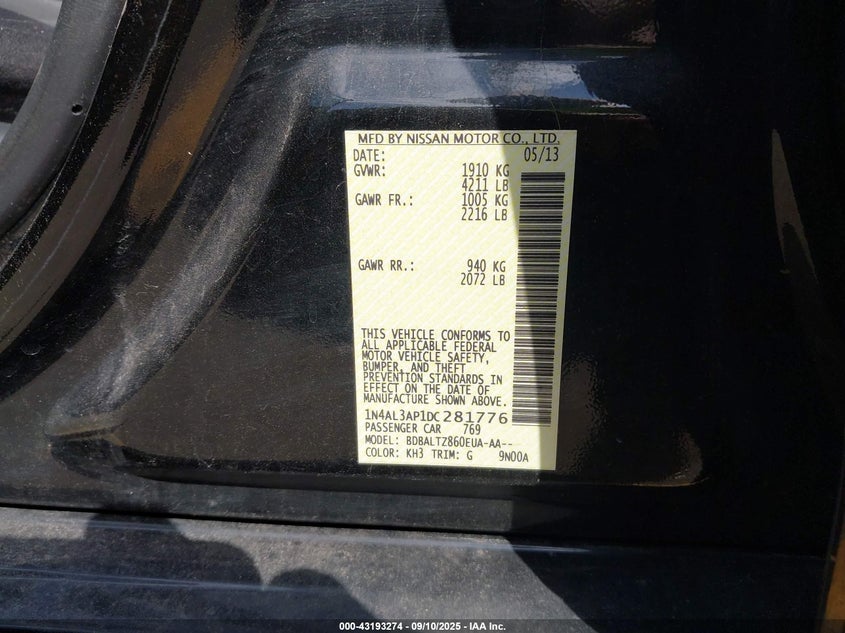 MFD BY NISSAN MOTOR CO., LTD.
DATE: 05/13
GVWR: 1910 KG
4211 LB
GAWR FR.: 1005 KG
2216 LB
GAWR RR.: 940 KG
2072 LB
THIS VEHICLE CONFORMS TO
ALL APPLICABLE FEDERAL
MOTOR VEHICLE SAFETY,
BUMPER, AND THEFT
PREVENTION STANDARDS IN
EFFECT ON THE DATE OF
MANUFACTURE SHOWN ABOVE.
1N4AL3AP1DC281776
PASSENGER CAR 769
MODEL: BDBALTZ860EUA-AA--
COLOR: KH3 TRIM: G 9N00A
000-43193274 - 09/10/2025 - IAA Inc.